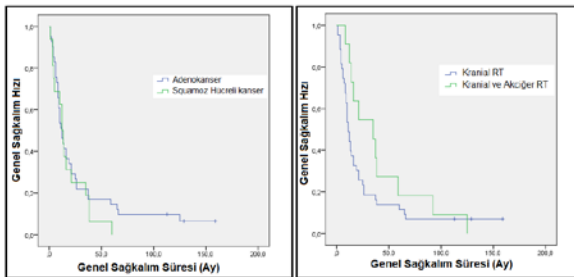 Genel Sağkalım Hızı
1,0
0,8
0,6
0,4
0,2
0,0
Adenokanser
Squamoz Hücreli kanser
,0
50,0
100,0
150,0
200,0
Genel Sağkalım Süresi (Ay)
Genel Sağkalım Hızı
1,0
0,8
0,6
0,4
0,2
0,0
Kranial RT
Kranial ve Akciğer RT
,0
50,0
100,0
150,0
200,0
Genel Sağkalım Süresi (Ay)